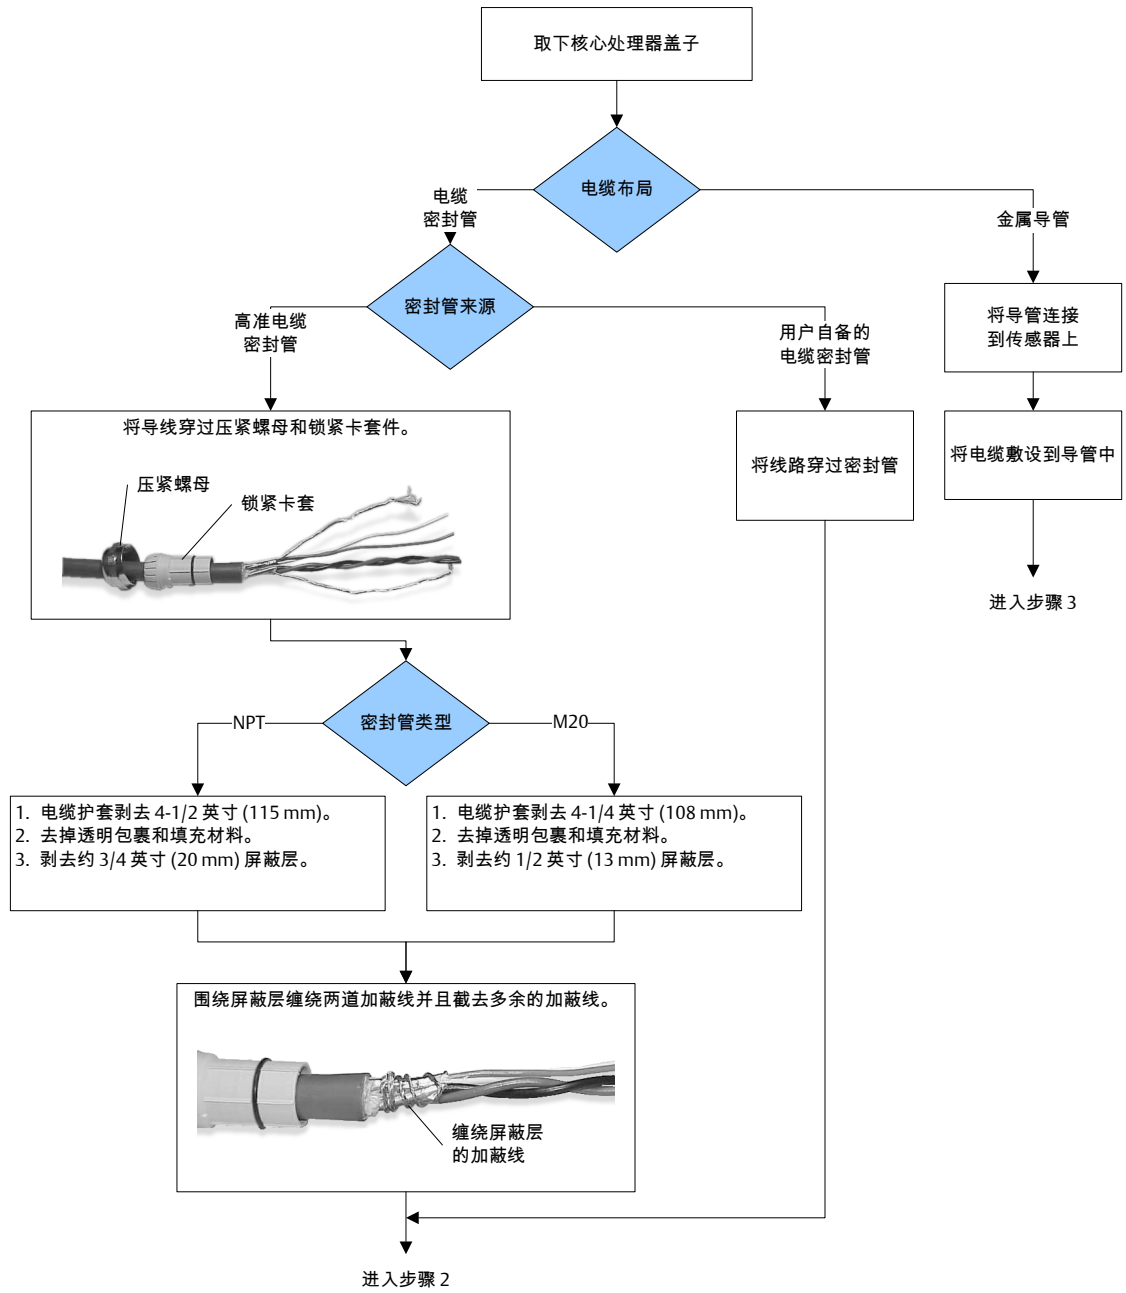 取下核心处理器盖子
电缆布局
电缆
密封管
金属导管
密封管来源
高准电缆
密封管
用户自备的
电缆密封管
将导管连接
到传感器上
将导线穿过压紧螺母和锁紧卡套件。
压紧螺母
锁紧卡套
将线路穿过密封管
将电缆敷设到导管中
进入步骤 3
密封管类型
NPT
M20
1. 电缆护套剥去 4-1/2 英寸 (115 mm)。
2. 去掉透明包裹和填充材料。
3. 剥去约 3/4 英寸 (20 mm) 屏蔽层。
1. 电缆护套剥去 4-1/4 英寸 (108 mm)。
2. 去掉透明包裹和填充材料。
3. 剥去约 1/2 英寸 (13 mm) 屏蔽层。
围绕屏蔽层缠绕两道加蔽线并且截去多余的加蔽线。
缠绕屏蔽层
的加蔽线
进入步骤 2